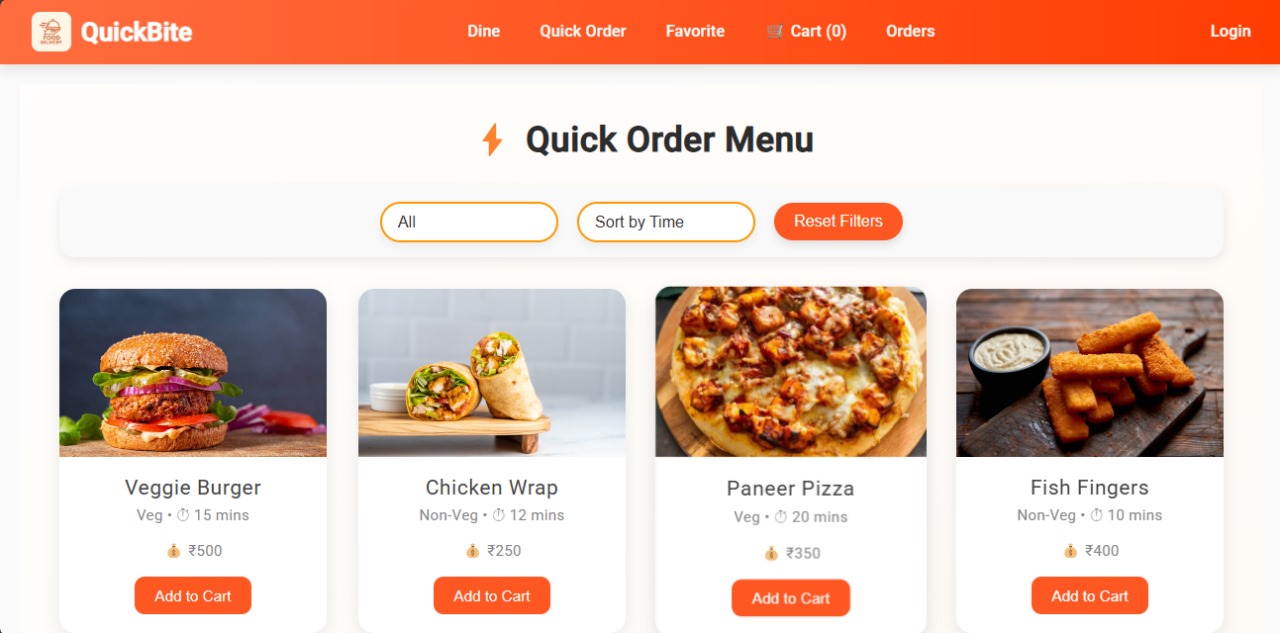 FOOD
DELIVERY
QuickBite
Dine
Quick Order
Favorite
Cart (0)
Orders
Login
Quick Order Menu
All
Sort by Time
Reset Filters
Veggie Burger
Veg • ⏱ 15 mins
₹500
Add to Cart
Chicken Wrap
Non-Veg • ⏱ 12 mins
₹250
Add to Cart
Paneer Pizza
Veg • ⏱ 20 mins
₹350
Add to Cart
Fish Fingers
Non-Veg • ⏱ 10 mins
₹400
Add to Cart